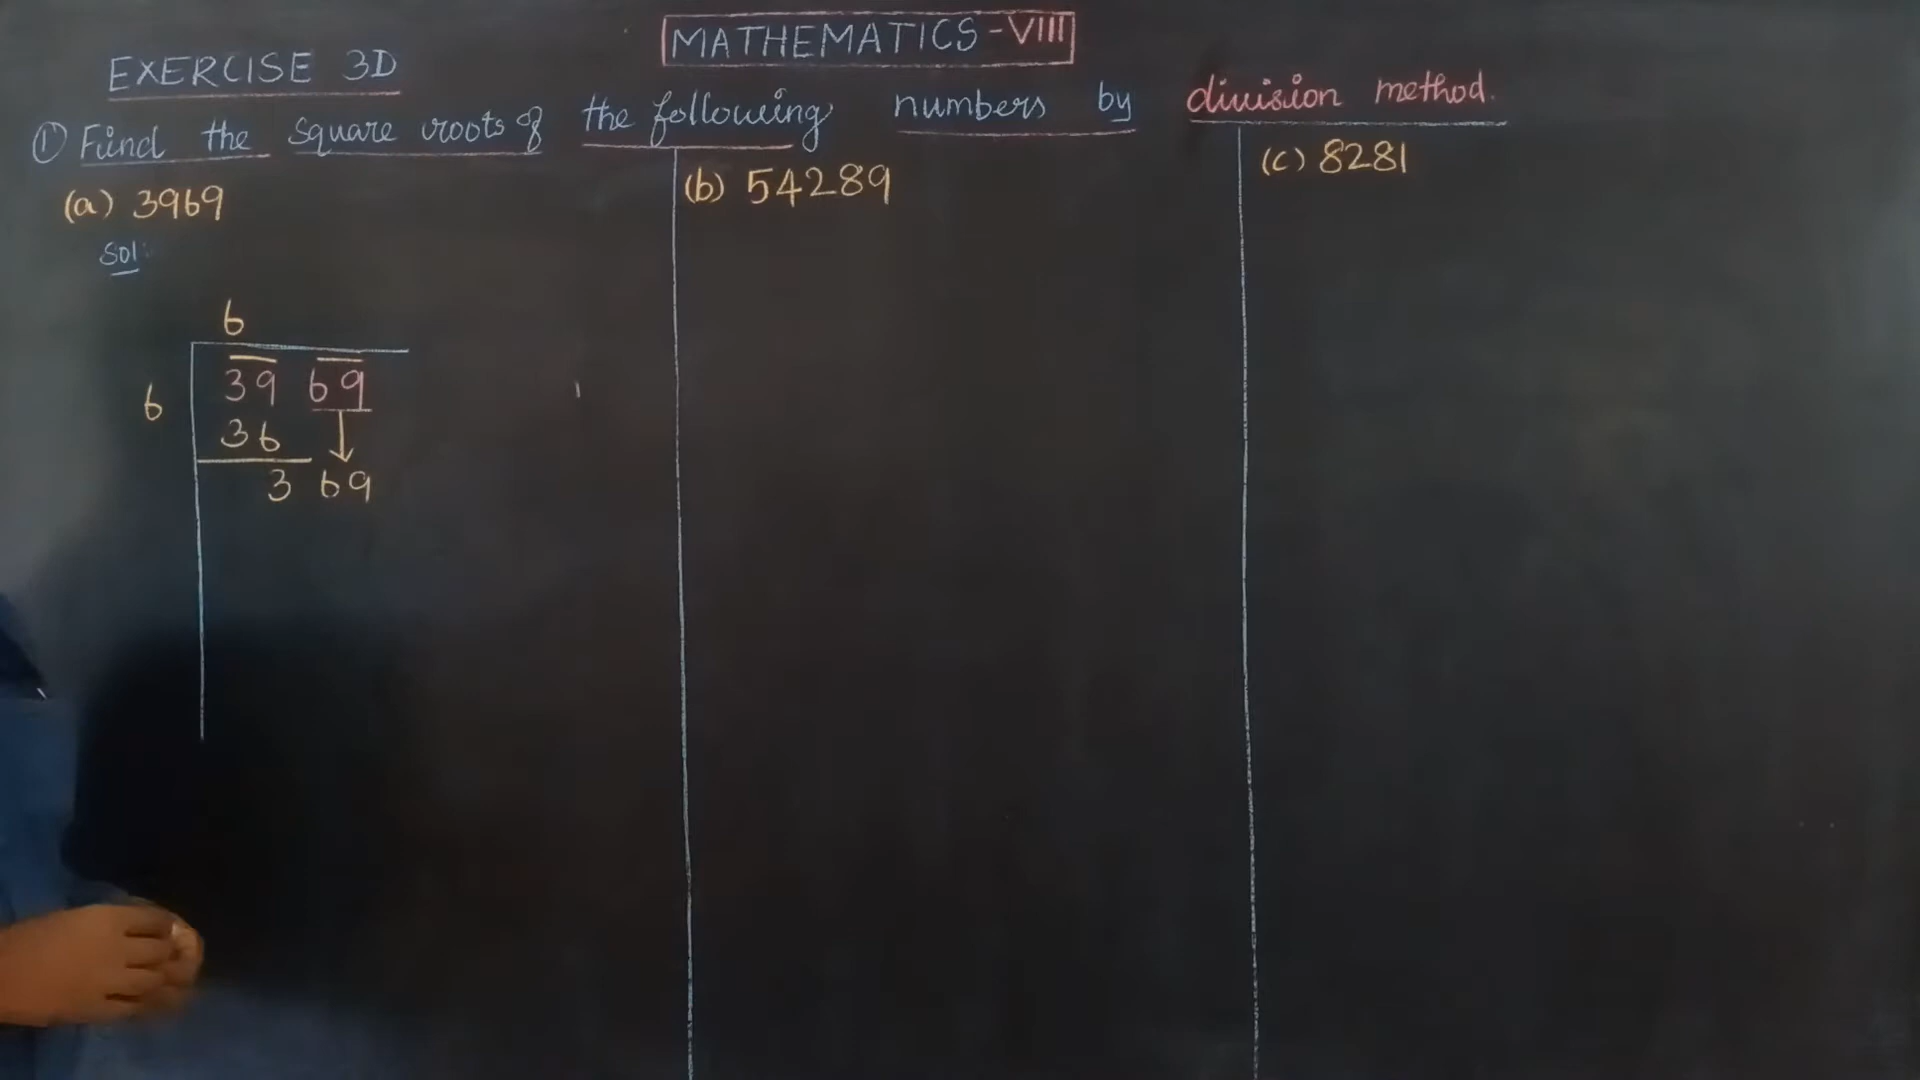 MATHEMATICS-VIII
EXERCISE 3D
① Find the square roots of the following numbers by division method.
(a) 3969
(b) 54289
(c) 8281
Sol:
6
6 39 69
36
3 69